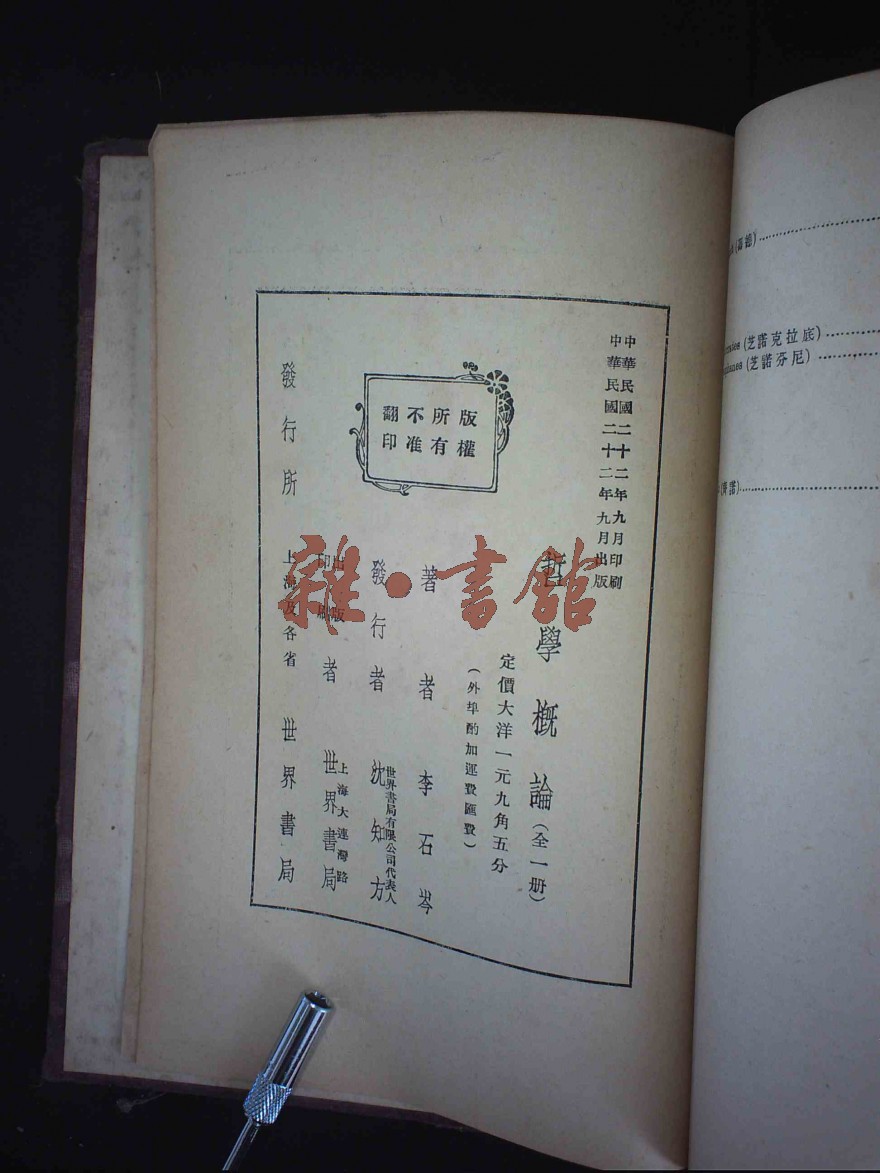 中華民國二十二年九月印刷
中華民國二十二年九月出版
哲學概論（全一册）
定價大洋一元九角五分
（外埠酌加運費匯費）
版權
所有
不准
翻印
著者 李石岑
發行者 沈知方
世界書局有限公司代表人
出版
印刷
者 世界書局
上海大連灣路
發行所 上海及各省 世界書局
雜·書館
（芝諾克拉底）
（芝諾芬尼）